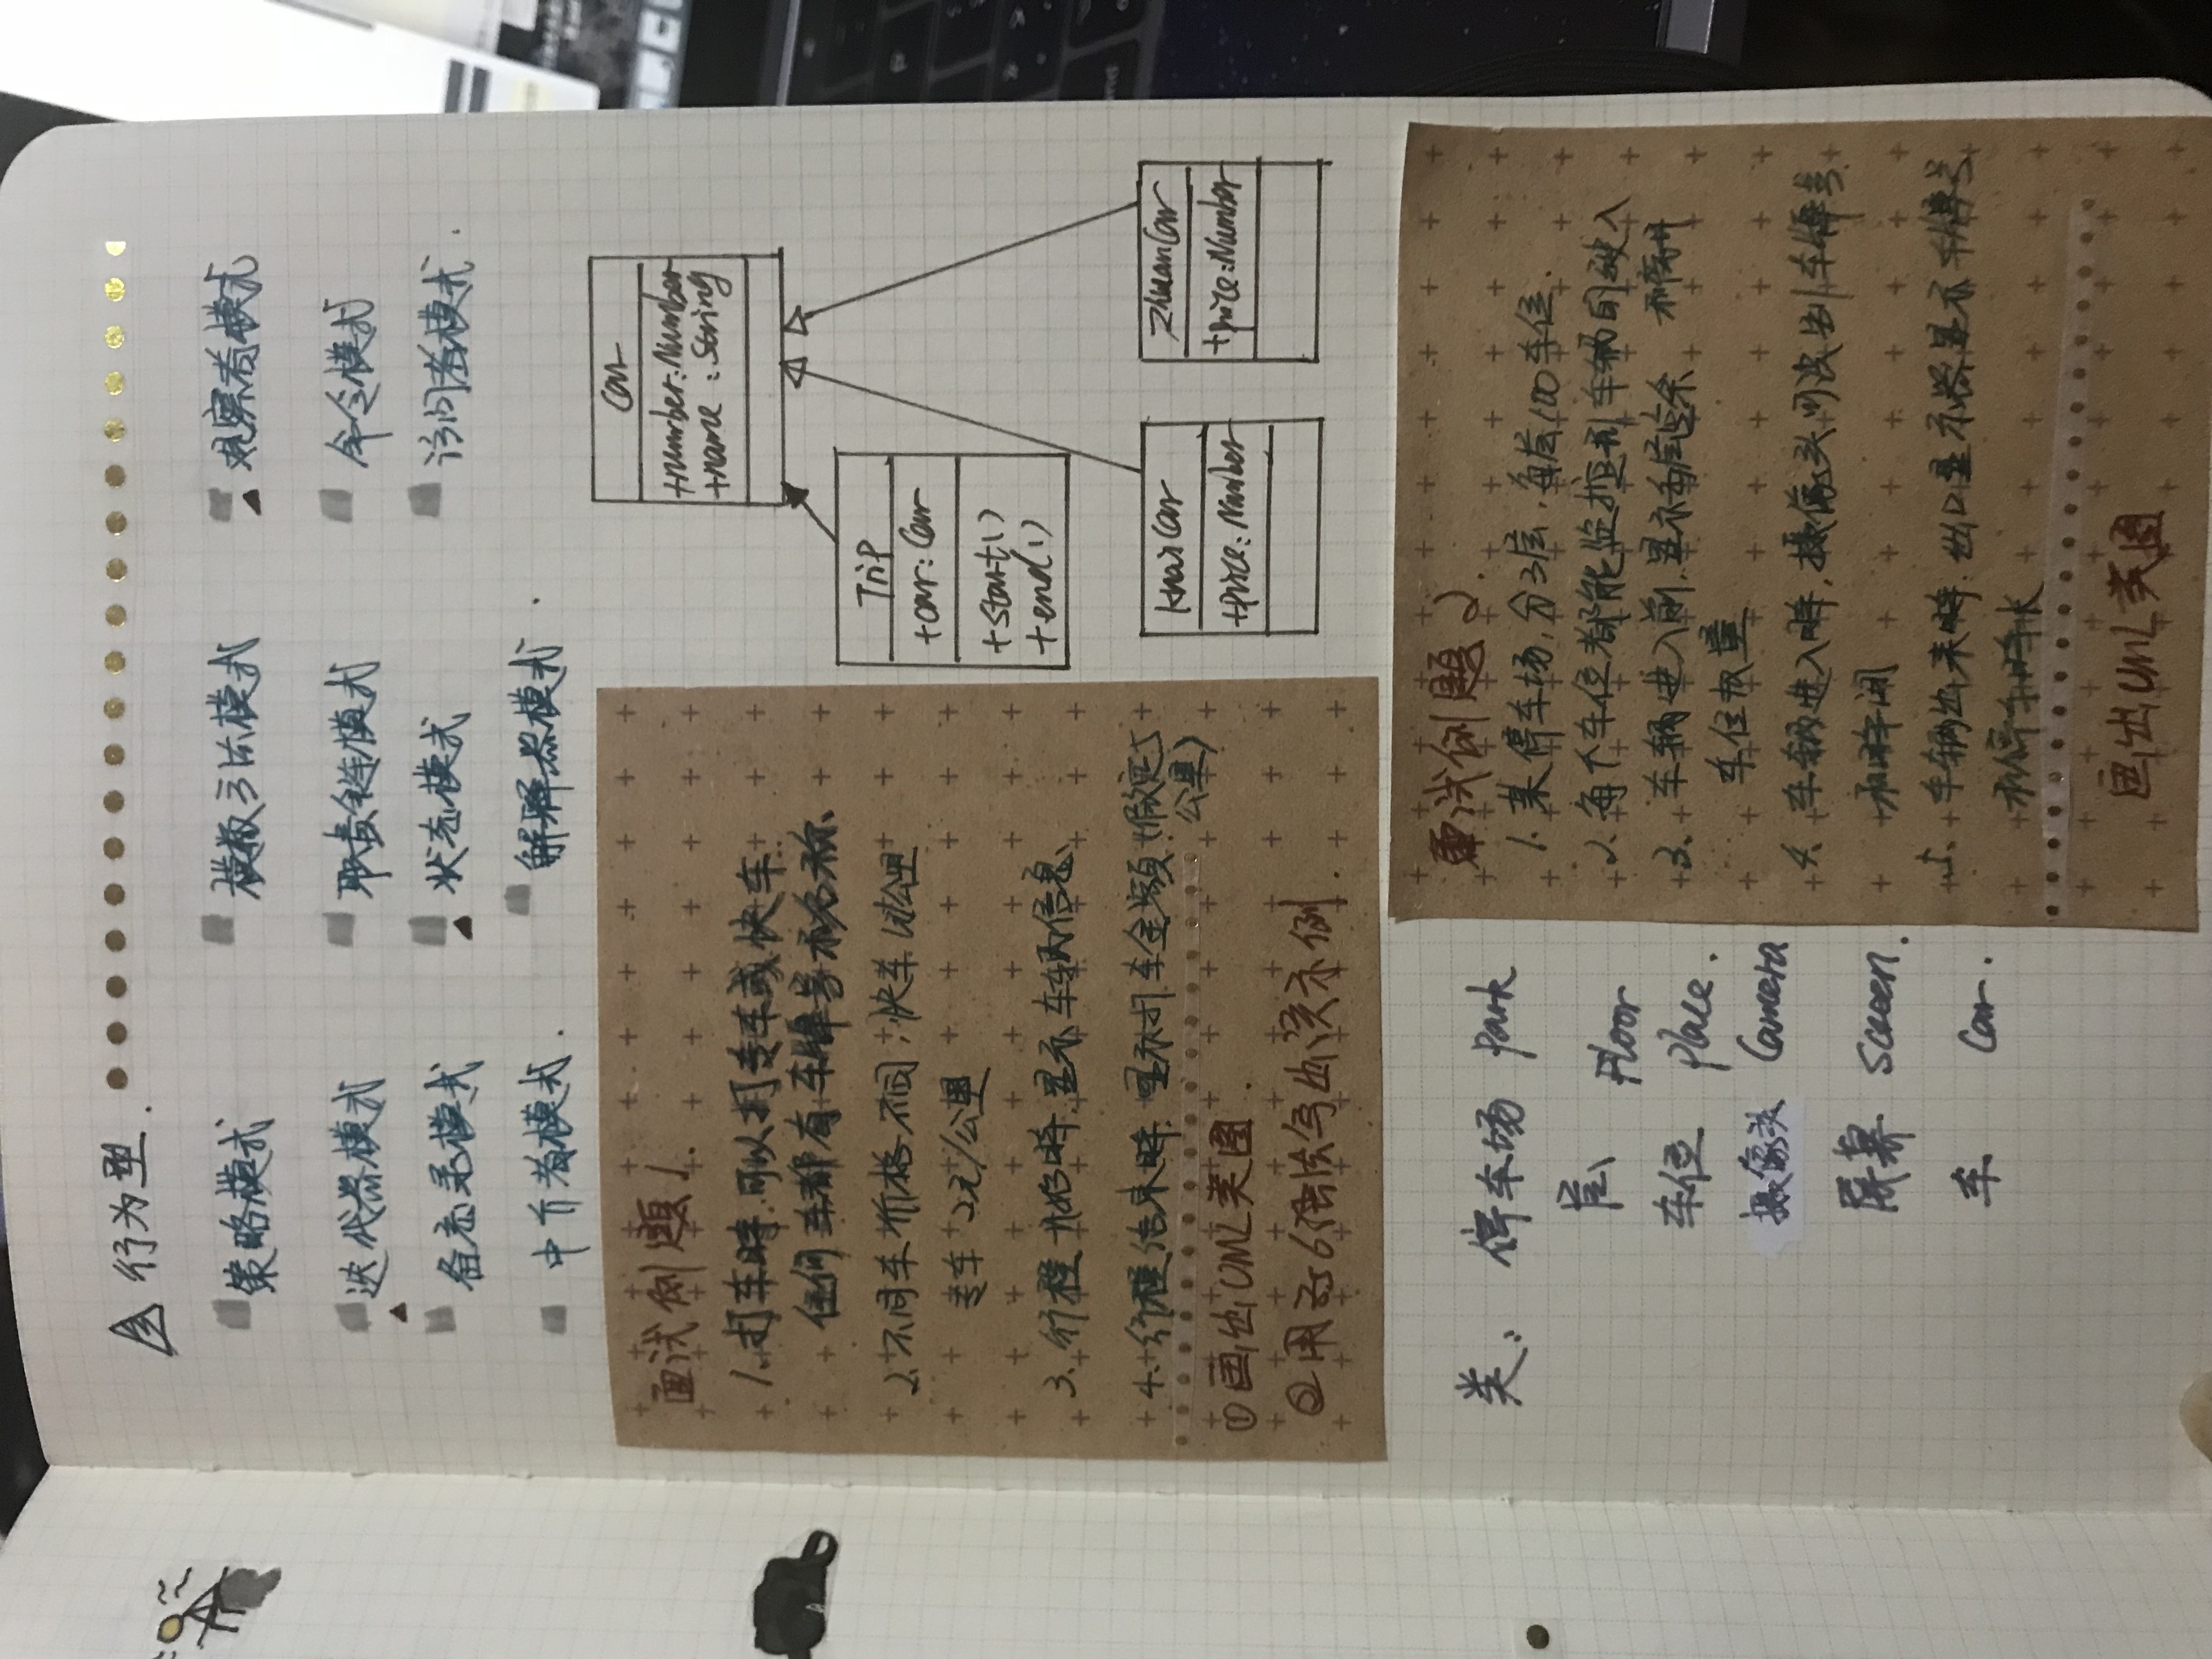 行为型.
策略模式 模板方法模式 观察者模式
迭代器模式 职责链模式 命令模式
备忘录模式 状态模式 访问者模式.
中介者模式. 解释器模式.
面试例题1.
1. 打车时,可以打专车或快车.
任何车都有车牌号和名称、
2、不同车价格不同,快车1元/公里
专车 2元/公里
3、行程开始时,显示车辆信息
4. 行程结束时,显示打车金额(假定5
公里)
① 画出UML类图.
② 用ES6语法写出该示例.
Car
+number:Number
+name :String
Trip
+car:Car
+start()
+end()
KuaiCar
+price:Number
ZhuanCar
+price:Number
类: 停车场 park
层 Floor
车位 place.
摄像头 Camera
屏幕 Screen.
车 Car.
面试例题2.
1. 某停车场,分3层,每层100车位.
2. 每个车位都能监控到车辆的驶入
和离开
3. 车辆进入前,显示每层空余
车位数量
4. 车辆进入时,摄像头可识别车牌号
和时间
5. 车辆出来时.出口显示器显示车牌号
和停车时长
画出UML类图